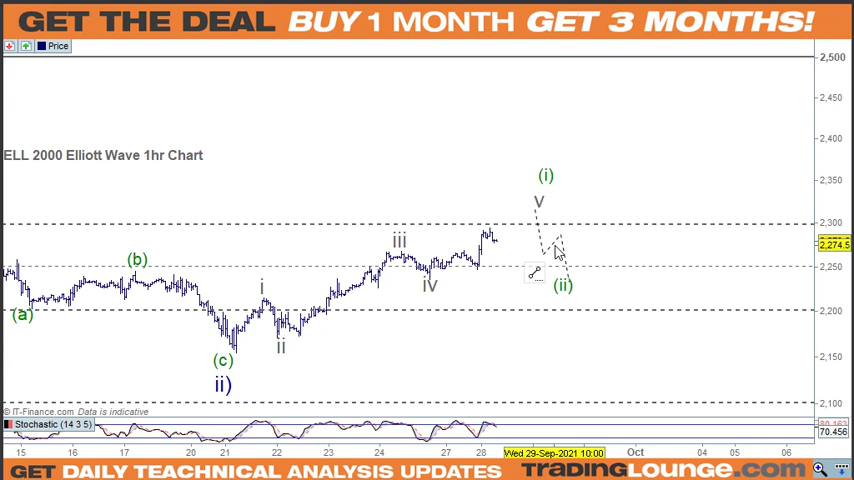 GET THE DEAL BUY 1 MONTH GET 3 MONTHS!
Price
2,500
2,450
ELL 2000 Elliott Wave 1hr Chart
2,400
2,350
(i)
v
2,300
iii
2,274.5
(b)
2,250
iv
i
(ii)
(a)
2,200
ii
(c)
2,150
ii)
2,100
© IT-Finance.com Data is indicative
Stochastic (14 3 5)
80.163
70.456
15 16 17 20 21 22 23 24 27 28 Wed 29-Sep-2021 10:00 Oct 04 05 06
GET DAILY TEACHNICAL ANALYSIS UPDATES TRADINGLOUNGE.com